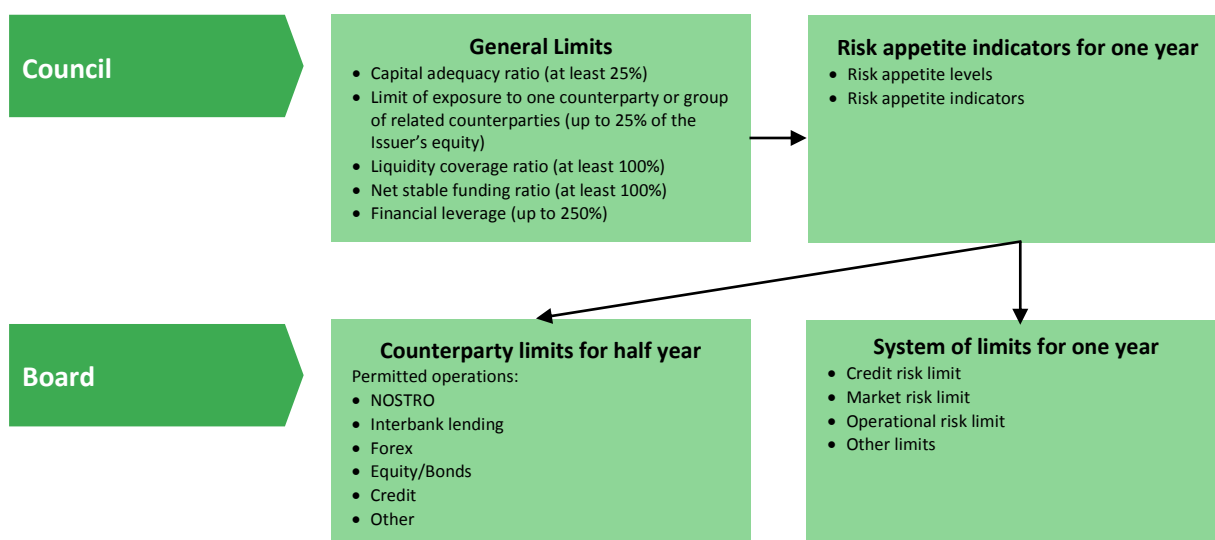 Council
General Limits
• Capital adequacy ratio (at least 25%)
• Limit of exposure to one counterparty or group
of related counterparties (up to 25% of the
Issuer’s equity)
• Liquidity coverage ratio (at least 100%)
• Net stable funding ratio (at least 100%)
• Financial leverage (up to 250%)
Risk appetite indicators for one year
• Risk appetite levels
• Risk appetite indicators
Board
Counterparty limits for half year
Permitted operations:
• NOSTRO
• Interbank lending
• Forex
• Equity/Bonds
• Credit
• Other
System of limits for one year
• Credit risk limit
• Market risk limit
• Operational risk limit
• Other limits